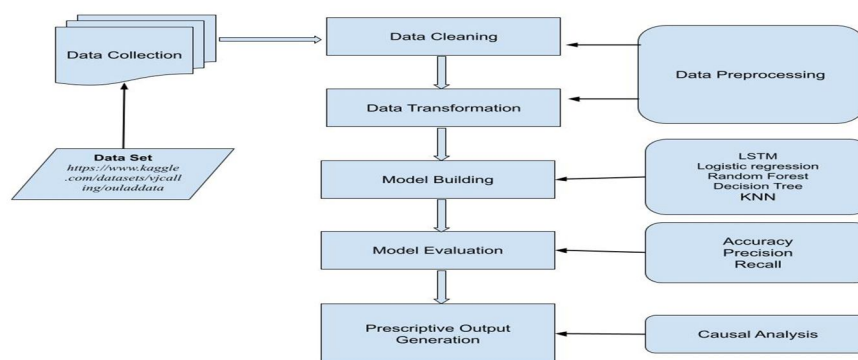 Data Collection
Data Cleaning
Data Preprocessing
Data Transformation
Data Set
https://www.kaggle
.com/datasets/vjcall
ing/ouladdata
Model Building
LSTM
Logistic regression
Random Forest
Decision Tree
KNN
Model Evaluation
Accuracy
Precision
Recall
Prescriptive Output
Generation
Causal Analysis